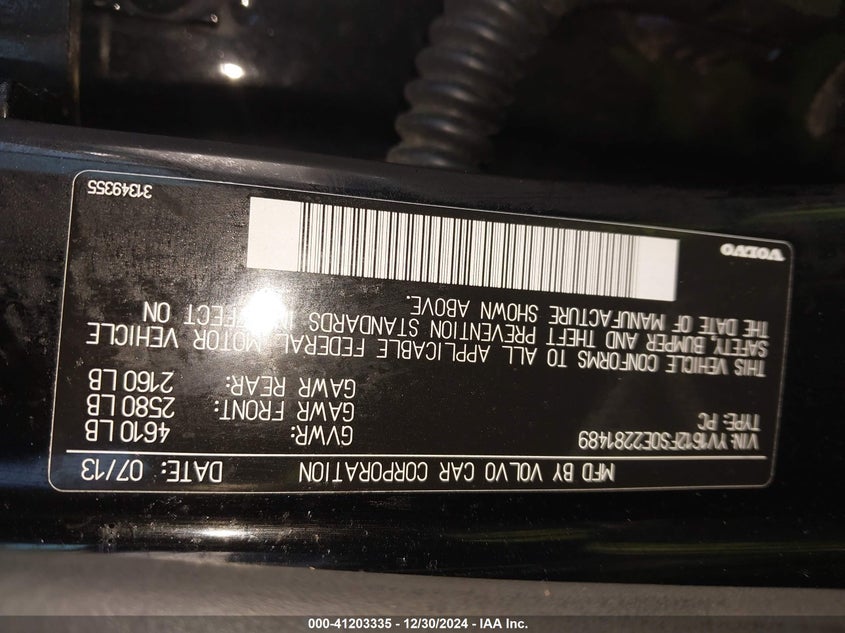 MFD BY VOLVO CAR CORPORATION DATE: 07/13
VIN: YV1612FS0E2281489 GVWR: 4610 LB
TYPE: PC GAWR FRONT: 2580 LB
GAWR REAR: 2160 LB
THIS VEHICLE CONFORMS TO ALL APPLICABLE FEDERAL MOTOR VEHICLE
SAFETY, BUMPER AND THEFT PREVENTION STANDARDS IN EFFECT ON
THE DATE OF MANUFACTURE SHOWN ABOVE.
VOLVO
31349355
000-41203335 - 12/30/2024 - IAA Inc.